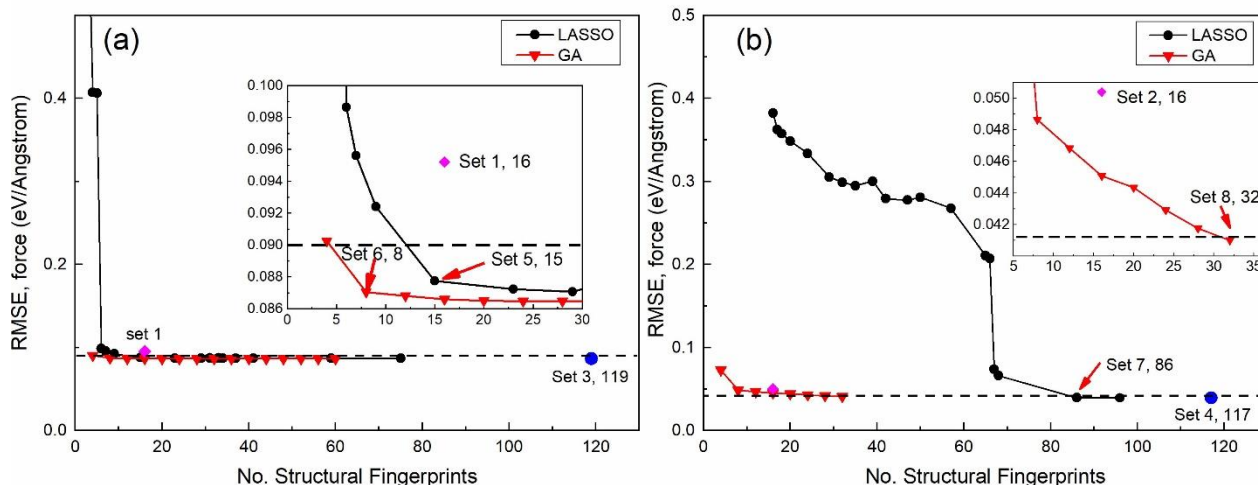 (a)
LASSO
GA
RMSE, force (eV/Angstrom)
0.4
0.2
0.0
0
20
40
60
80
100
120
No. Structural Fingerprints
set 1
Set 3, 119
0.100
0.098
0.096
0.094
0.092
0.090
0.088
0.086
0
5
10
15
20
25
30
Set 1, 16
Set 6, 8
Set 5, 15
(b)
LASSO
GA
RMSE, force (eV/Angstrom)
0.5
0.4
0.3
0.2
0.1
0.0
0
20
40
60
80
100
120
No. Structural Fingerprints
Set 7, 86
Set 4, 117
0.050
0.048
0.046
0.044
0.042
5
10
15
20
25
30
35
Set 2, 16
Set 8, 32